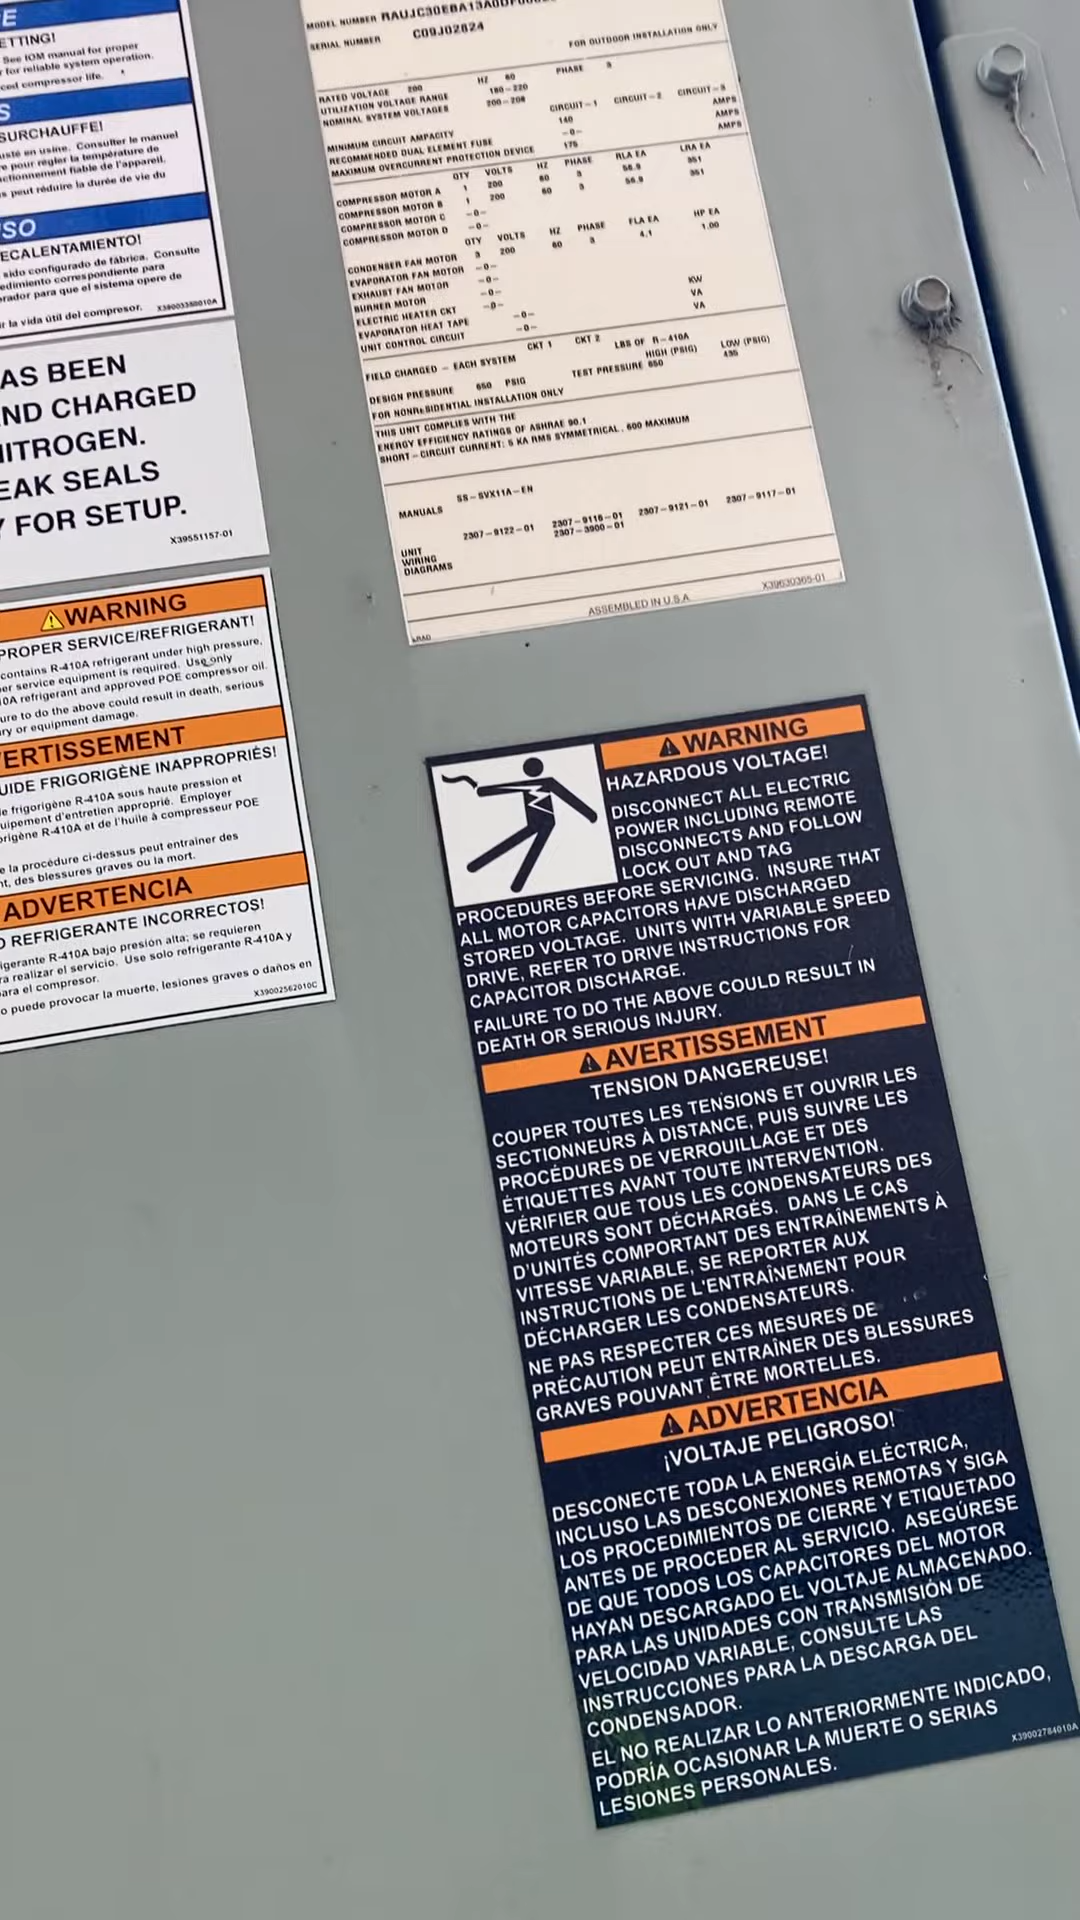 E
ETTING!
See IOM manual for proper
for reliable system operation.
ced compressor life.
S
SURCHAUFFE!
usté en usine. Consulter le manuel
e pour régler la température de
ctionnement fiable de l'appareil.
s peut réduire la durée de vie du
SO
ECALENTAMIENTO!
sido configurado de fábrica. Consulte
edimiento correspondiente para
erador para que el sistema opere de
r la vida útil del compresor. X39003380010A
AS BEEN
ND CHARGED
ITROGEN.
EAK SEALS
Y FOR SETUP.
X39551157-01
WARNING
PROPER SERVICE/REFRIGERANT!
contains R-410A refrigerant under high pressure,
er service equipment is required. Use only
10A refrigerant and approved POE compressor oil.
ure to do the above could result in death, serious
ury or equipment damage.
VERTISSEMENT
UIDE FRIGORIGÈNE INAPPROPRIÉS!
le frigorigène R-410A sous haute pression et
uipement d'entretien approprié. Employer
origène R-410A et de l'huile à compresseur POE
e la procédure ci-dessus peut entraîner des
nt, des blessures graves ou la mort.
ADVERTENCIA
O REFRIGERANTE INCORRECTOS!
igerante R-410A bajo presión alta; se requieren
ra realizar el servicio. Use solo refrigerante R-410A y
para el compresor.
o puede provocar la muerte, lesiones graves o daños en
X39002562010C
MODEL NUMBER
SERIAL NUMBER C09J02824
FOR OUTDOOR INSTALLATION ONLY
RATED VOLTAGE 200 HZ 60 PHASE 3
UTILIZATION VOLTAGE RANGE 180-220
NOMINAL SYSTEM VOLTAGES 200-208
CIRCUIT-1 CIRCUIT-2 CIRCUIT-3
MINIMUM CIRCUIT AMPACITY 140 AMPS
RECOMMENDED DUAL ELEMENT FUSE -0- AMPS
MAXIMUM OVERCURRENT PROTECTION DEVICE 175 AMPS
QTY VOLTS HZ PHASE RLA EA LRA EA
COMPRESSOR MOTOR A 1 200 60 3 56.9 351
COMPRESSOR MOTOR B 1 200 60 3 56.9 351
COMPRESSOR MOTOR C -0-
COMPRESSOR MOTOR D -0-
QTY VOLTS HZ PHASE FLA EA HP EA
CONDENSER FAN MOTOR 3 200 60 3 4.1 1.00
EVAPORATOR FAN MOTOR -0-
EXHAUST FAN MOTOR -0-
BURNER MOTOR -0-
ELECTRIC HEATER CKT -0- KW
EVAPORATOR HEAT TAPE -0- VA
UNIT CONTROL CIRCUIT -0- VA
FIELD CHARGED - EACH SYSTEM CKT 1 CKT 2 LBS OF R-410A
HIGH (PSIG) LOW (PSIG)
DESIGN PRESSURE 650 PSIG TEST PRESSURE 650 435
FOR NONRESIDENTIAL INSTALLATION ONLY
THIS UNIT COMPLIES WITH THE
ENERGY EFFICIENCY RATINGS OF ASHRAE 90.1
SHORT-CIRCUIT CURRENT: 5 KA RMS SYMMETRICAL, 600 MAXIMUM
MANUALS SS-SVX11A-EN
UNIT
WIRING
DIAGRAMS
2307-9122-01 2307-9116-01 2307-9121-01 2307-9117-01
2307-3900-01
ASSEMBLED IN U.S.A X39630365-01
WARNING
HAZARDOUS VOLTAGE!
DISCONNECT ALL ELECTRIC
POWER INCLUDING REMOTE
DISCONNECTS AND FOLLOW
LOCK OUT AND TAG
PROCEDURES BEFORE SERVICING. INSURE THAT
ALL MOTOR CAPACITORS HAVE DISCHARGED
STORED VOLTAGE. UNITS WITH VARIABLE SPEED
DRIVE, REFER TO DRIVE INSTRUCTIONS FOR
CAPACITOR DISCHARGE.
FAILURE TO DO THE ABOVE COULD RESULT IN
DEATH OR SERIOUS INJURY.
AVERTISSEMENT
TENSION DANGEREUSE!
COUPER TOUTES LES TENSIONS ET OUVRIR LES
SECTIONNEURS À DISTANCE, PUIS SUIVRE LES
PROCÉDURES DE VERROUILLAGE ET DES
ÉTIQUETTES AVANT TOUTE INTERVENTION.
VÉRIFIER QUE TOUS LES CONDENSATEURS DES
MOTEURS SONT DÉCHARGÉS. DANS LE CAS
D'UNITÉS COMPORTANT DES ENTRAÎNEMENTS À
VITESSE VARIABLE, SE REPORTER AUX
INSTRUCTIONS DE L'ENTRAÎNEMENT POUR
DÉCHARGER LES CONDENSATEURS.
NE PAS RESPECTER CES MESURES DE
PRÉCAUTION PEUT ENTRAÎNER DES BLESSURES
GRAVES POUVANT ÊTRE MORTELLES.
ADVERTENCIA
¡VOLTAJE PELIGROSO!
DESCONECTE TODA LA ENERGÍA ELÉCTRICA,
INCLUSO LAS DESCONEXIONES REMOTAS Y SIGA
LOS PROCEDIMIENTOS DE CIERRE Y ETIQUETADO
ANTES DE PROCEDER AL SERVICIO. ASEGÚRESE
DE QUE TODOS LOS CAPACITORES DEL MOTOR
HAYAN DESCARGADO EL VOLTAJE ALMACENADO.
PARA LAS UNIDADES CON TRANSMISIÓN DE
VELOCIDAD VARIABLE, CONSULTE LAS
INSTRUCCIONES PARA LA DESCARGA DEL
CONDENSADOR.
EL NO REALIZAR LO ANTERIORMENTE INDICADO,
PODRÍA OCASIONAR LA MUERTE O SERIAS
LESIONES PERSONALES.
X39002784010A